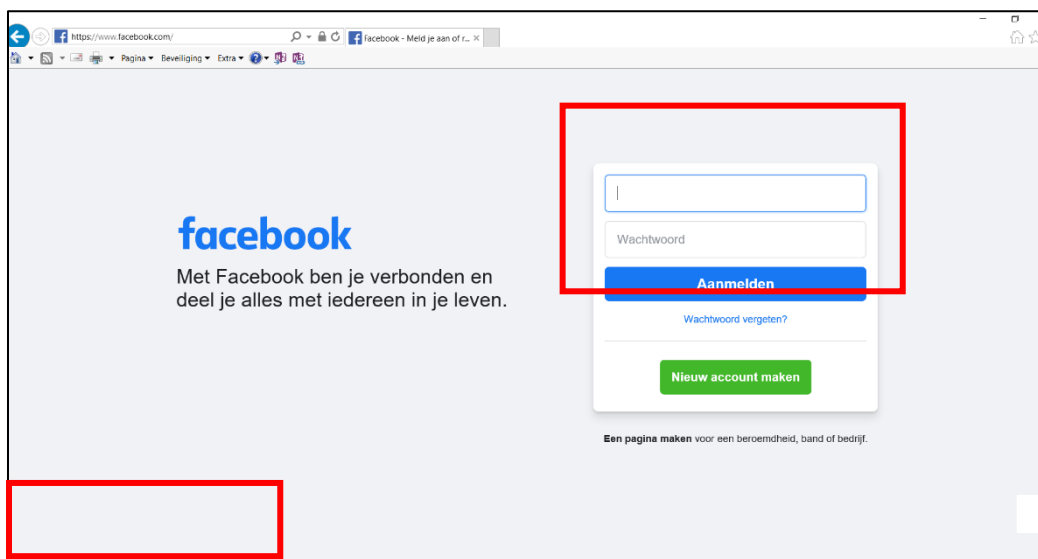 https://www.facebook.com/
Facebook - Meld je aan of r...
Pagina
Beveiliging
Extra
facebook
Met Facebook ben je verbonden en
deel je alles met iedereen in je leven.
Wachtwoord
Aanmelden
Wachtwoord vergeten?
Nieuw account maken
Een pagina maken voor een beroemdheid, band of bedrijf.